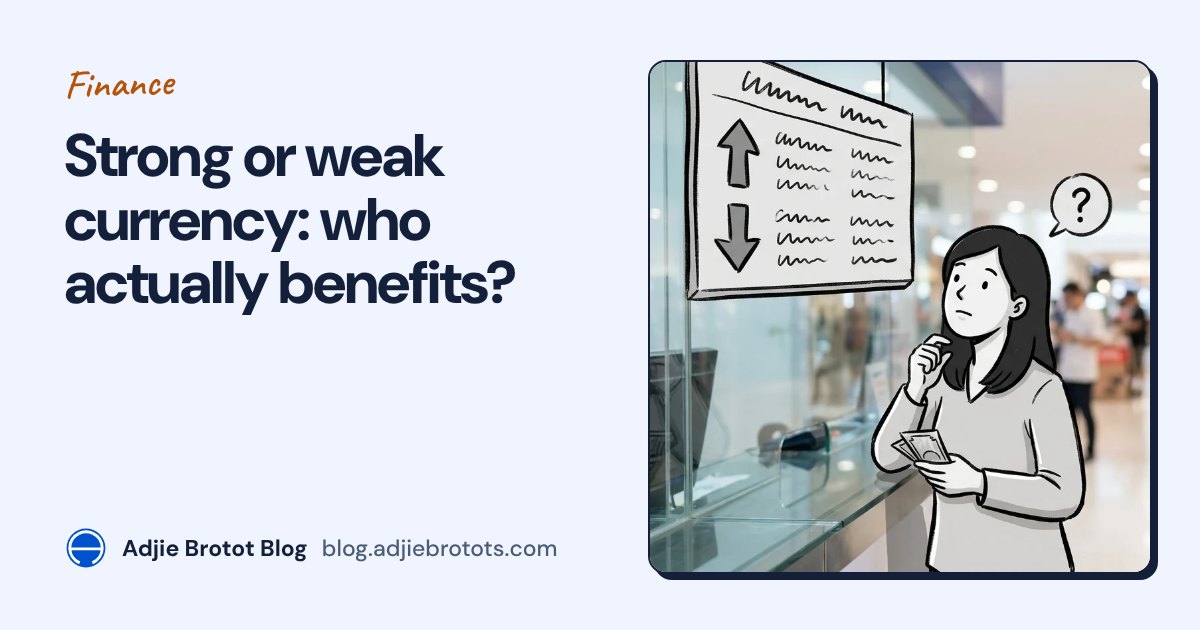 Finance
Strong or weak
currency: who
actually benefits?
?
Adjie Brotot Blog blog.adjiebrotots.com